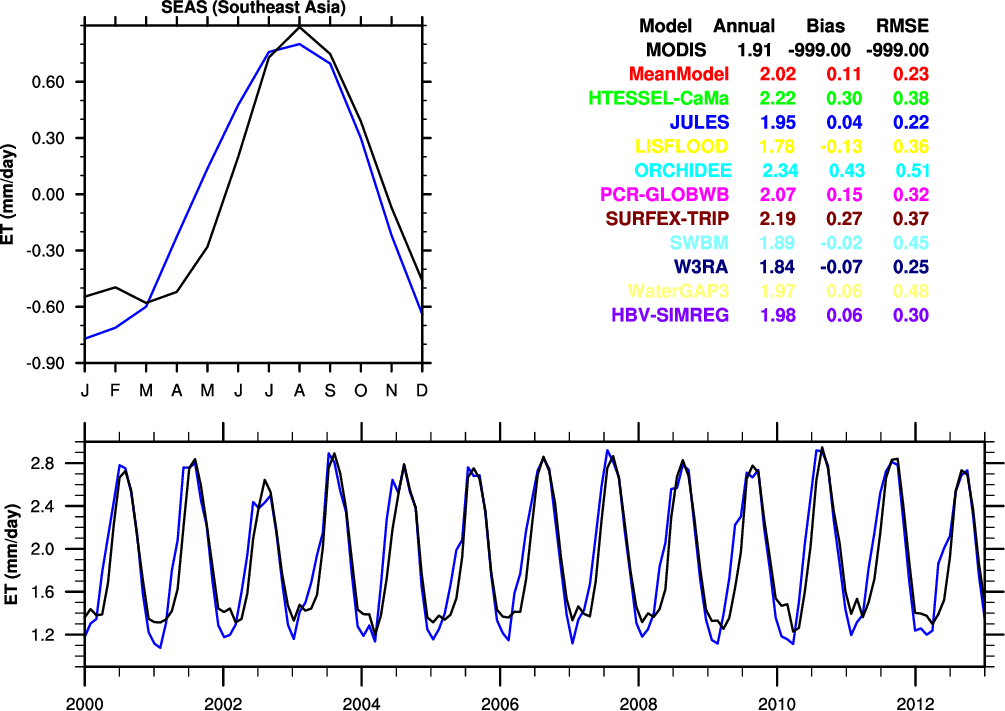 SEAS (Southeast Asia)
ET (mm/day)
0.60
0.30
0.00
-0.30
-0.60
-0.90
J F M A M J J A S O N D
Model Annual Bias RMSE
MODIS 1.91 -999.00 -999.00
MeanModel 2.02 0.11 0.23
HTESSEL-CaMa 2.22 0.30 0.38
JULES 1.95 0.04 0.22
LISFLOOD 1.78 -0.13 0.36
ORCHIDEE 2.34 0.43 0.51
PCR-GLOBWB 2.07 0.15 0.32
SURFEX-TRIP 2.19 0.27 0.37
SWBM 1.89 -0.02 0.45
W3RA 1.84 -0.07 0.25
WaterGAP3 1.97 0.06 0.48
HBV-SIMREG 1.98 0.06 0.30
ET (mm/day)
2.8
2.4
2.0
1.6
1.2
2000 2002 2004 2006 2008 2010 2012